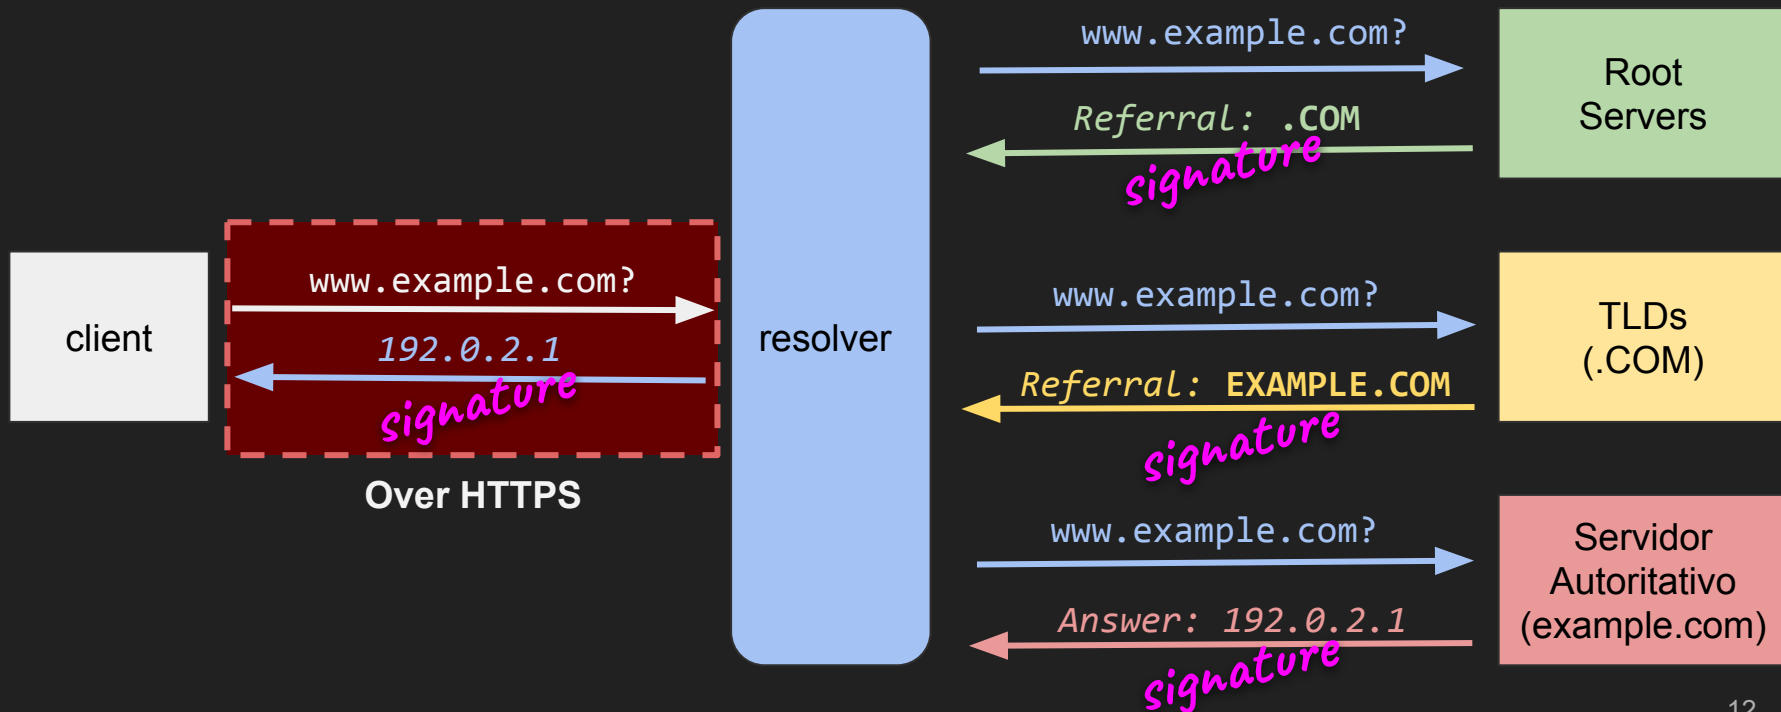 www.example.com?
Referral: .COM
signature
Root
Servers
client
www.example.com?
192.0.2.1
signature
Over HTTPS
resolver
www.example.com?
Referral: EXAMPLE.COM
signature
TLDs
(.COM)
www.example.com?
Answer: 192.0.2.1
signature
Servidor
Autoritativo
(example.com)
12